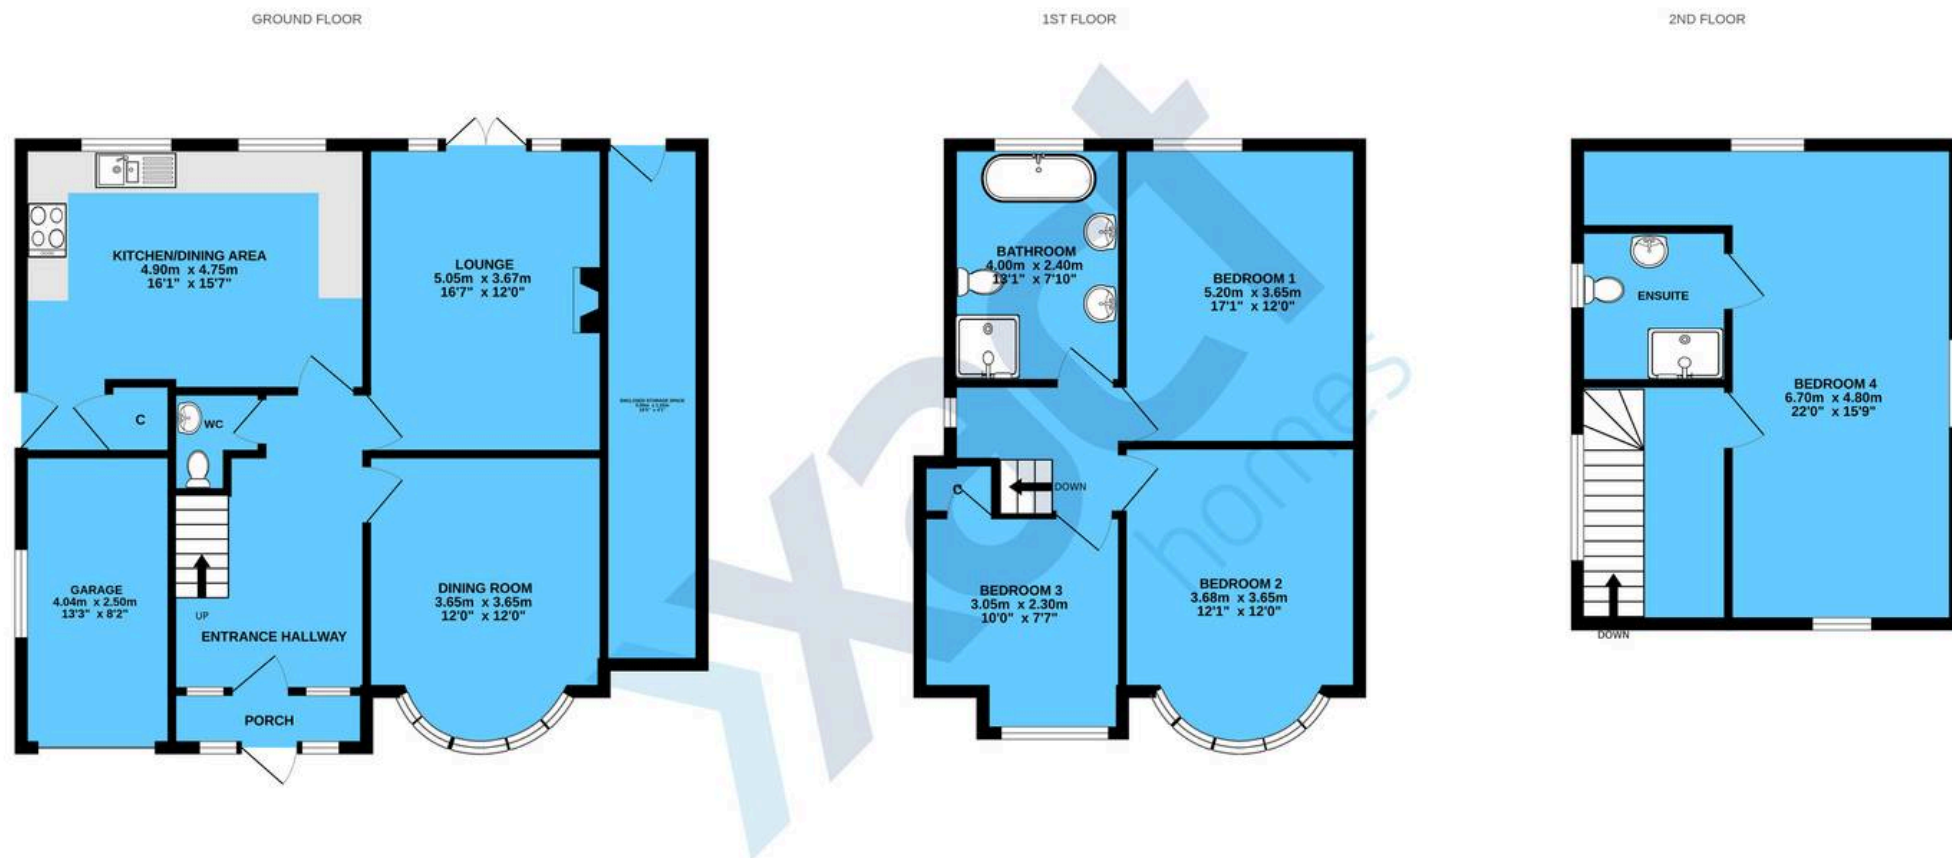 GROUND FLOOR
1ST FLOOR
2ND FLOOR
KITCHEN/DINING AREA
4.90m x 4.75m
16'1" x 15'7"
LOUNGE
5.05m x 3.67m
16'7" x 12'0"
ENCLOSED STORAGE SPACE
C
WC
GARAGE
4.04m x 2.50m
13'3" x 8'2"
UP
ENTRANCE HALLWAY
DINING ROOM
3.65m x 3.65m
12'0" x 12'0"
PORCH
BATHROOM
4.00m x 2.40m
13'1" x 7'10"
BEDROOM 1
5.20m x 3.65m
17'1" x 12'0"
C
DOWN
BEDROOM 3
3.05m x 2.30m
10'0" x 7'7"
BEDROOM 2
3.68m x 3.65m
12'1" x 12'0"
ENSUITE
BEDROOM 4
6.70m x 4.80m
22'0" x 15'9"
DOWN
xact
homes